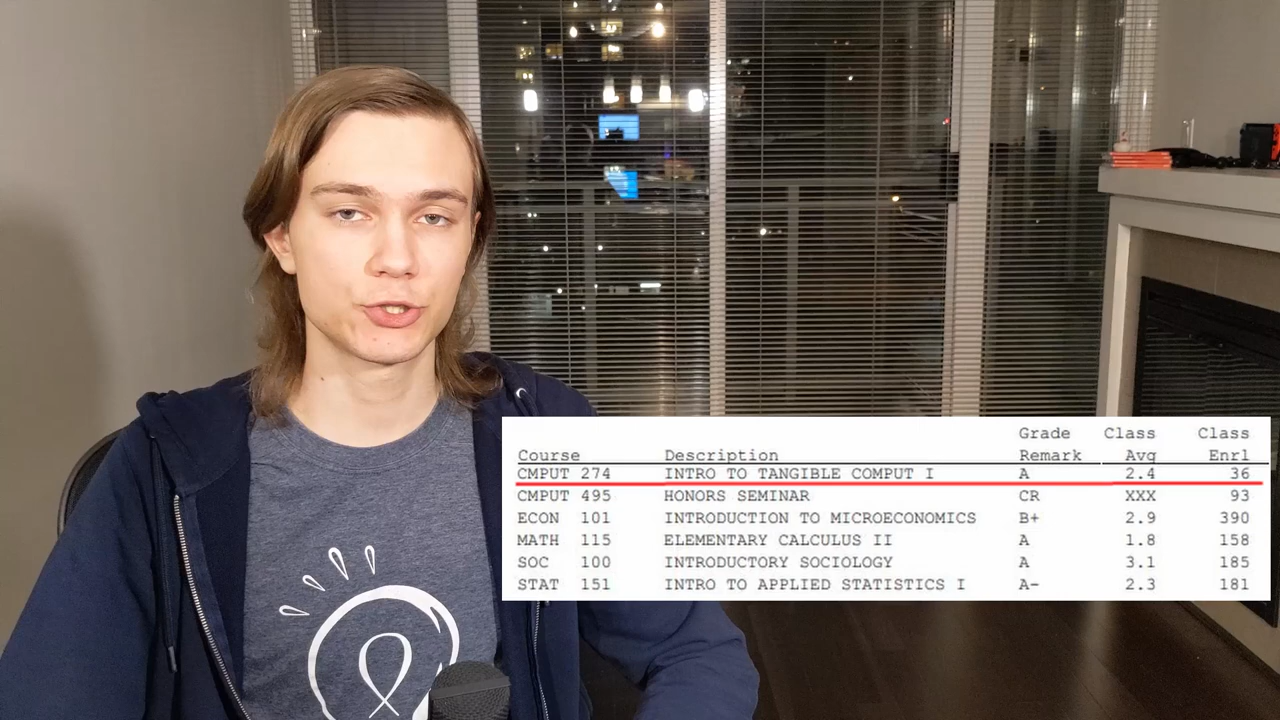 Grade Class Class
Course Description Remark Avg Enrl
CMPUT 274 INTRO TO TANGIBLE COMPUT I A 2.4 36
CMPUT 495 HONORS SEMINAR CR XXX 93
ECON 101 INTRODUCTION TO MICROECONOMICS B+ 2.9 390
MATH 115 ELEMENTARY CALCULUS II A 1.8 158
SOC 100 INTRODUCTORY SOCIOLOGY A 3.1 185
STAT 151 INTRO TO APPLIED STATISTICS I A- 2.3 181